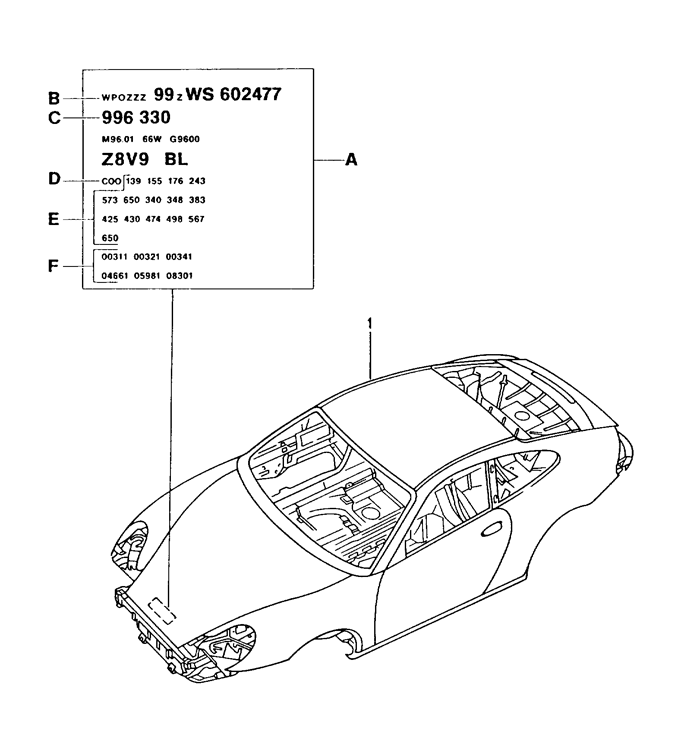 B WPOZZZ 99 Z WS 602477
C 996 330
M96.01 66W G9600
Z8V9 BL
A
D COO 139 155 176 243
573 650 340 348 383
E 425 430 474 498 567
650
F 00311 00321 00341
04661 05981 08301
1